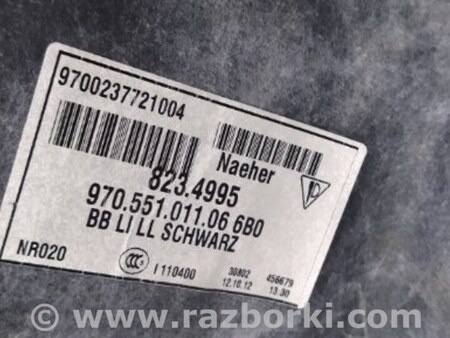 9700237721004
Naeher
823.4995
970.551.011.06 6B0
BB LI LL SCHWARZ
NR020
CCC
I 110400
30802
12.10.12
456679
13:30
© www.razborki.com